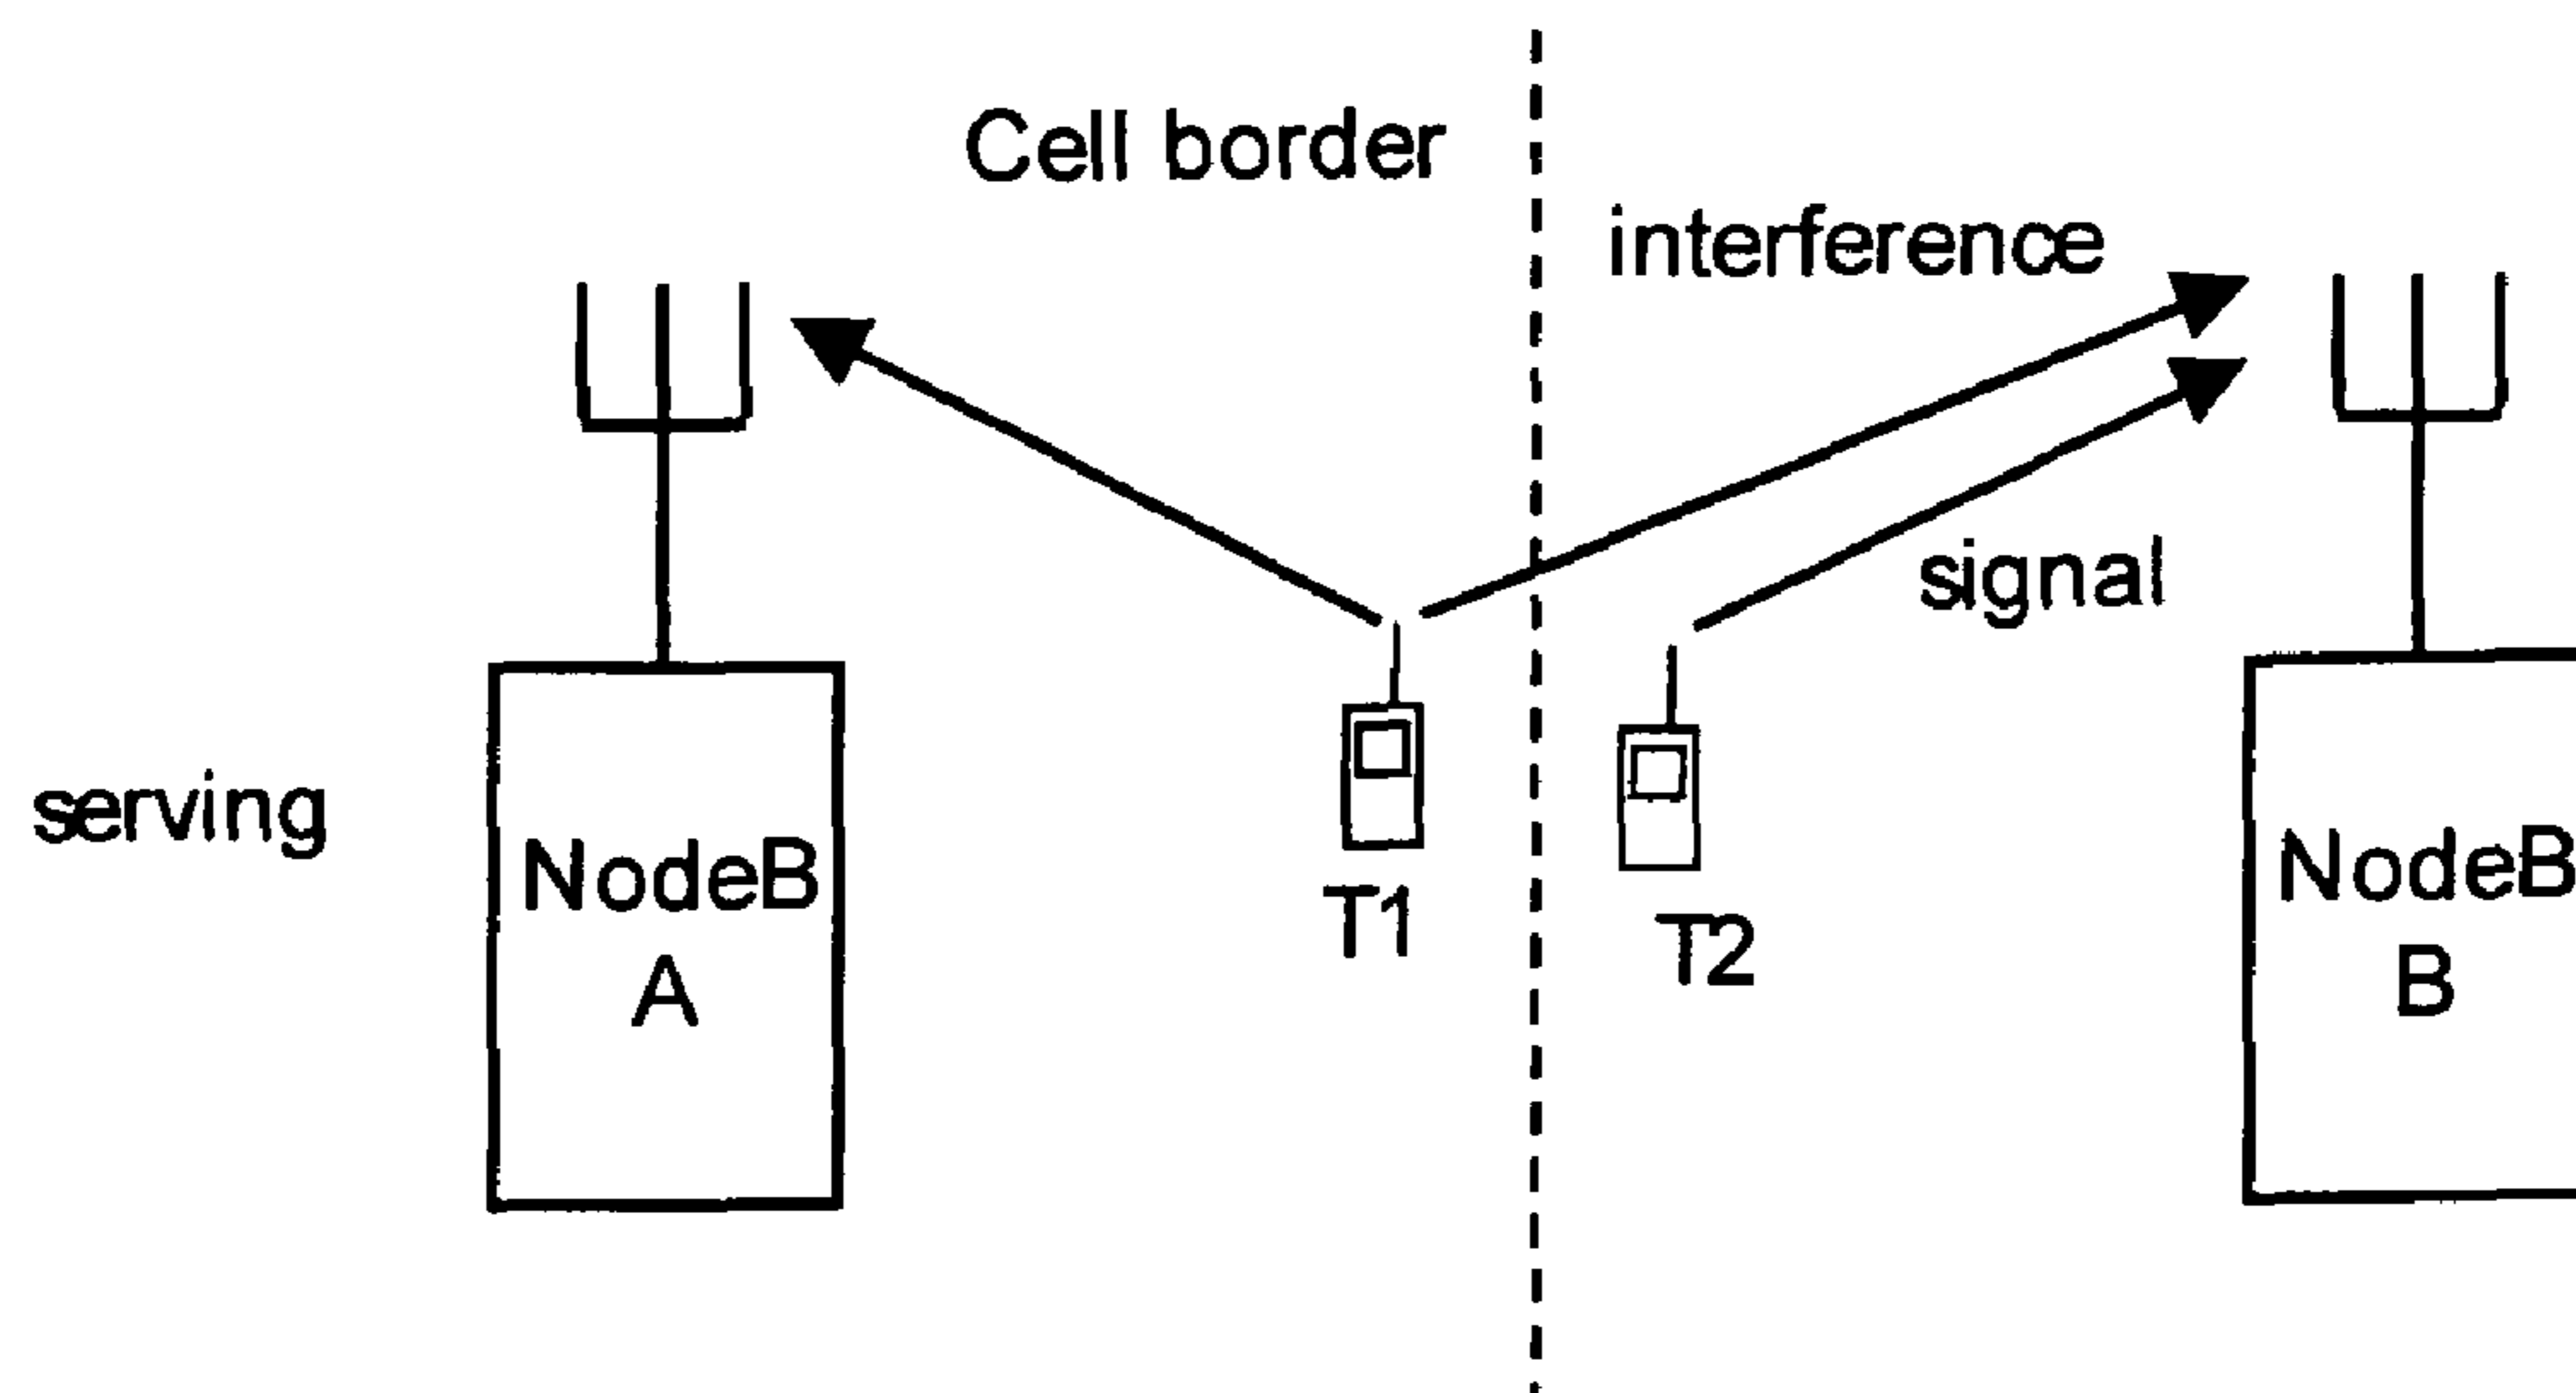 Cell border
interference
signal
serving
NodeB
A
T1
T2
NodeB
B